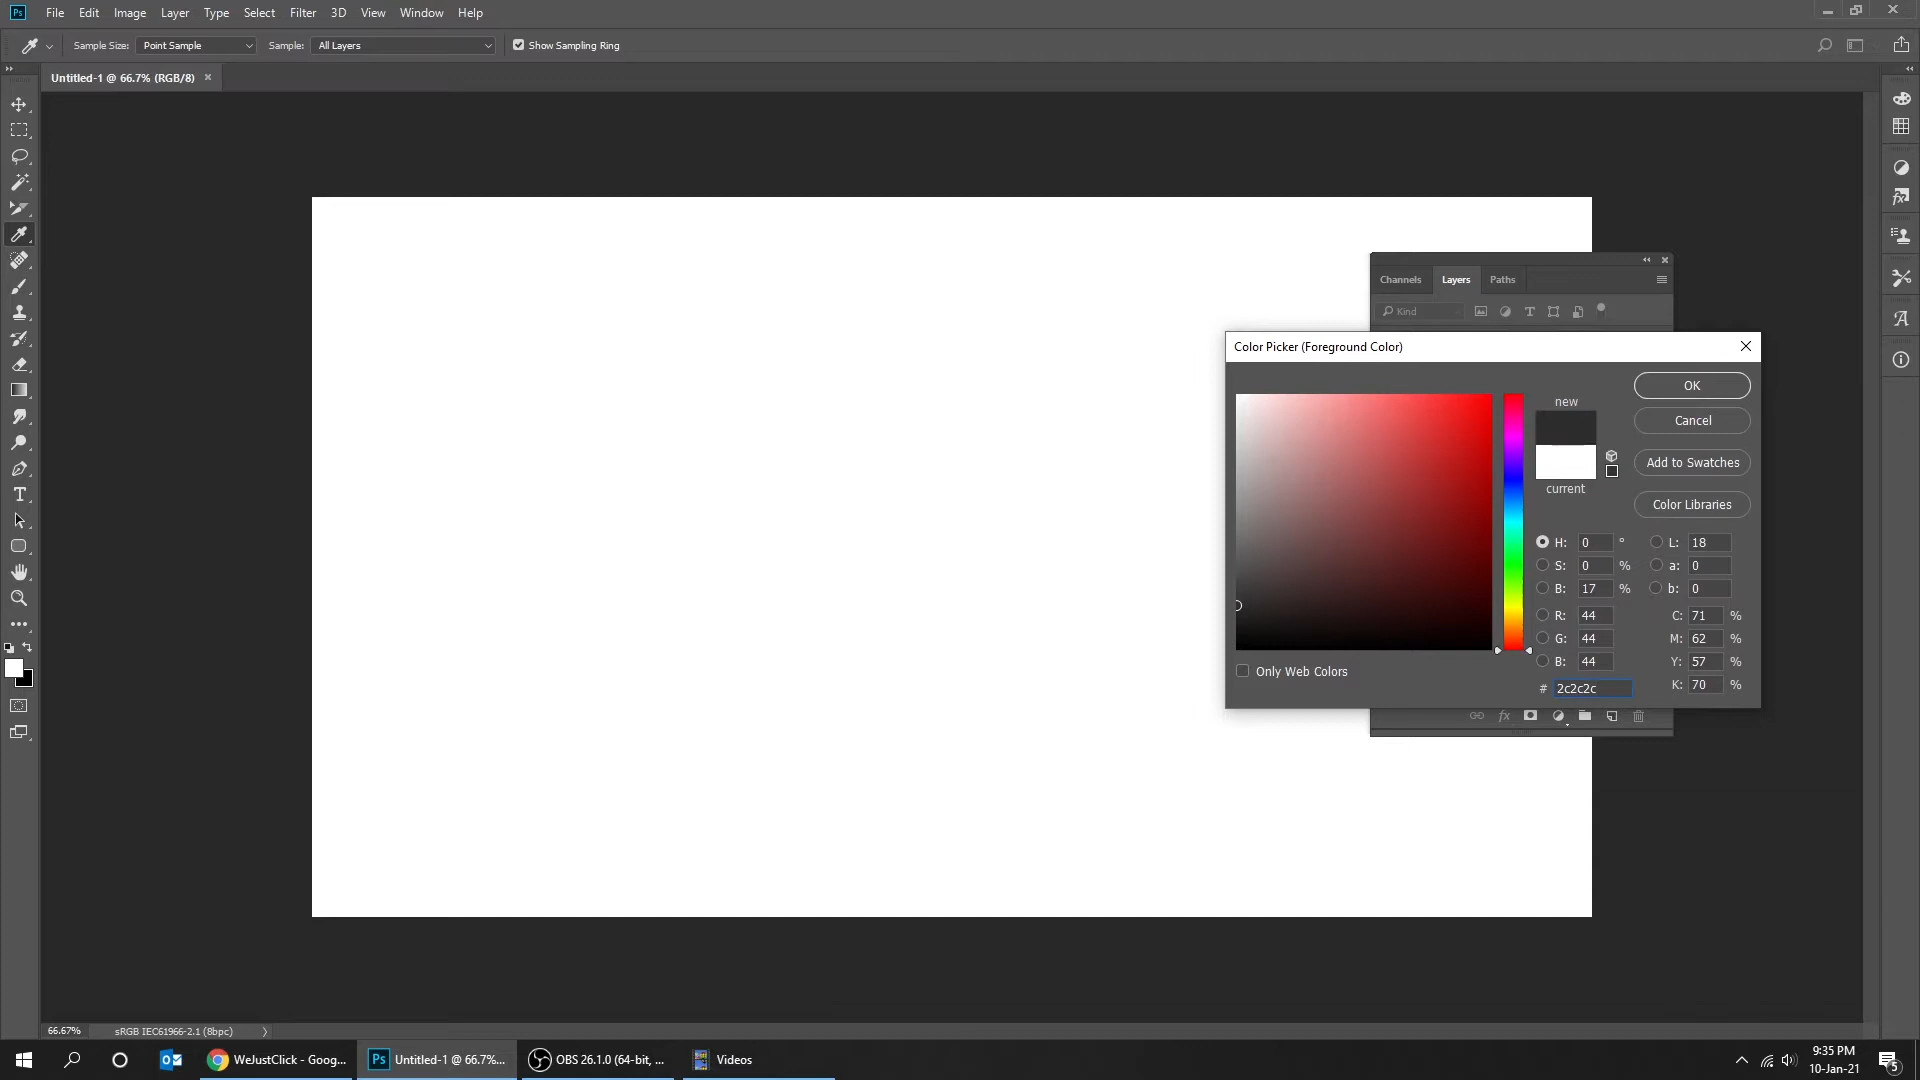 Ps File Edit Image Layer Type Select Filter 3D View Window Help
Sample Size: Point Sample Sample: All Layers Show Sampling Ring
Untitled-1 @ 66.7% (RGB/8) ×
Channels Layers Paths
Kind
Color Picker (Foreground Color)
OK
new
Cancel
Add to Swatches
current
Color Libraries
H: 0 ° L: 18
S: 0 % a: 0
B: 17 % b: 0
R: 44 C: 71 %
G: 44 M: 62 %
B: 44 Y: 57 %
Only Web Colors
# 2c2c2c K: 70 %
fx
66.67% sRGB IEC61966-2.1 (8bpc)
WeJustClick - Goog...
Ps Untitled-1 @ 66.7%...
OBS 26.1.0 (64-bit, ...
Videos
9:35 PM
10-Jan-21
5